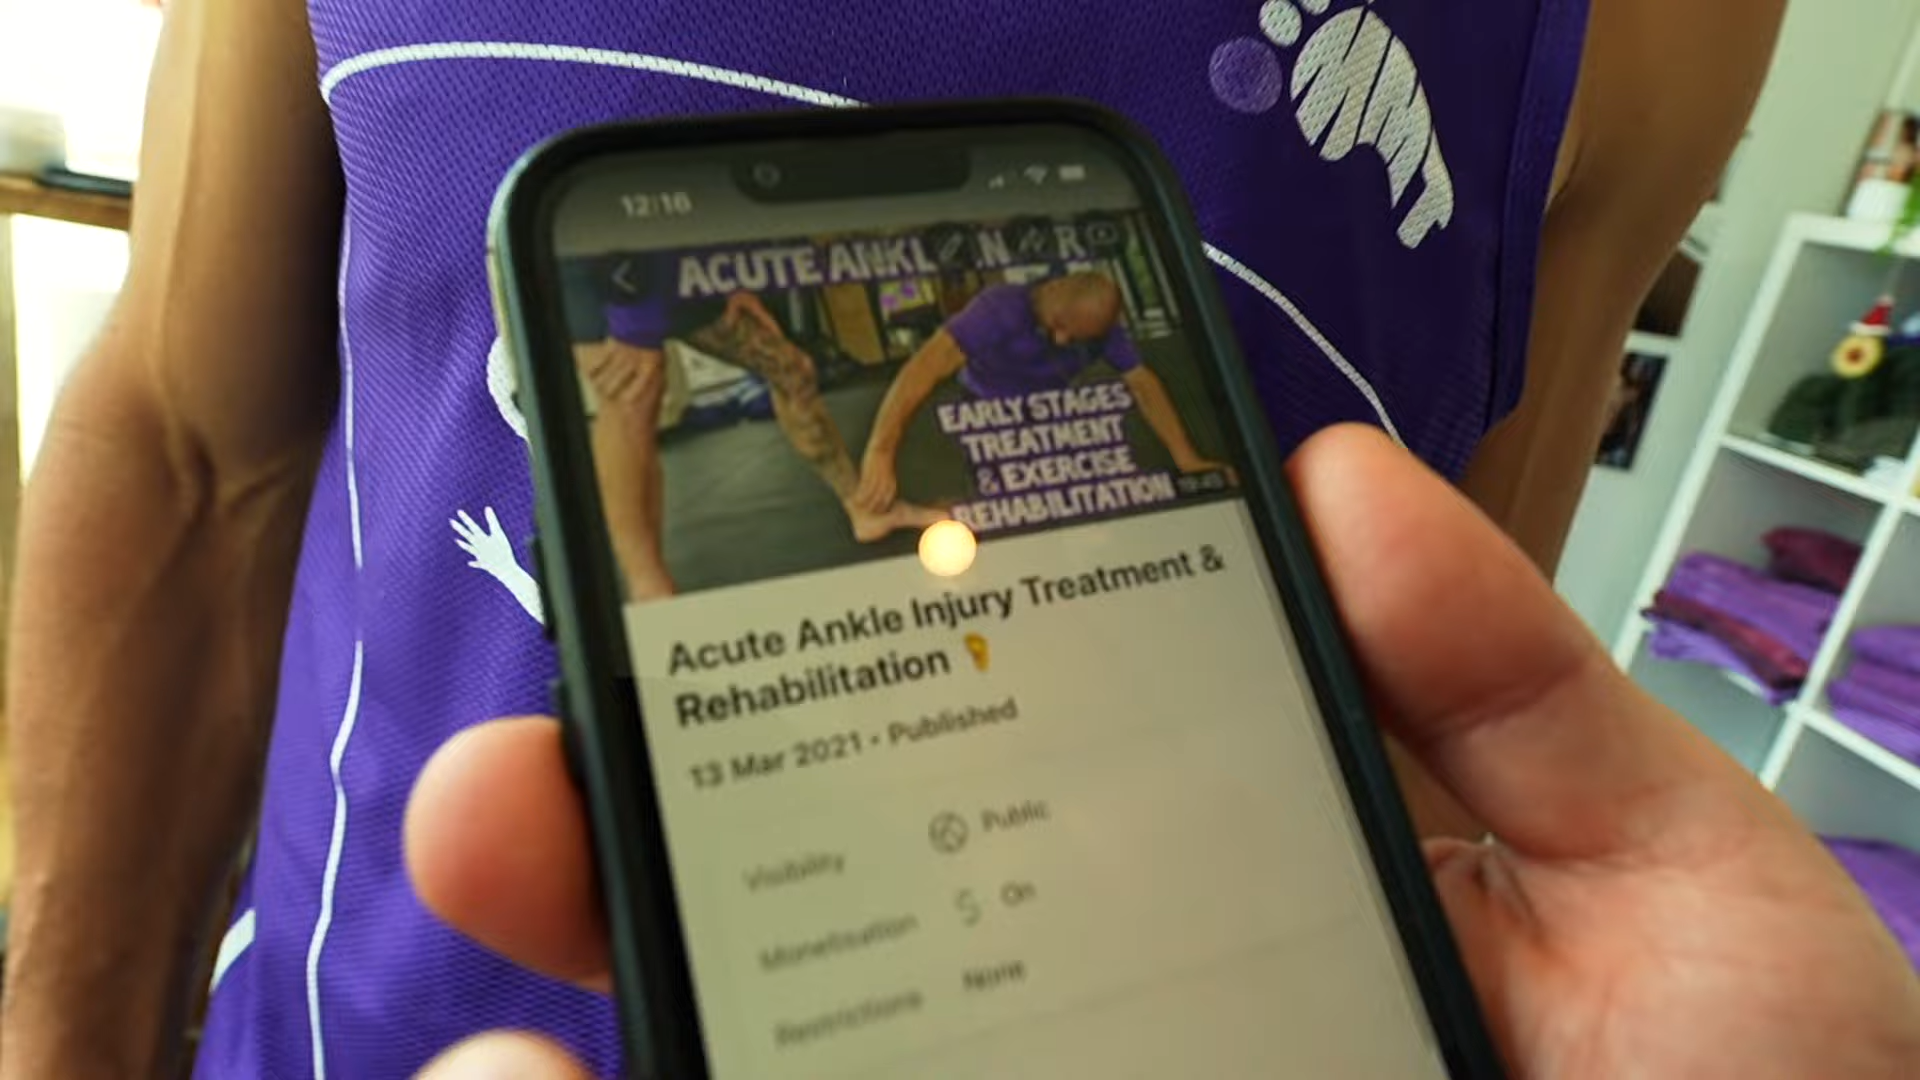 12:16
ACUTE ANKL
EARLY STAGES
TREATMENT
& EXERCISE
REHABILITATION
Acute Ankle Injury Treatment &
Rehabilitation
13 Mar 2021 • Published
Visibility Public
Monetisation On
Restrictions None